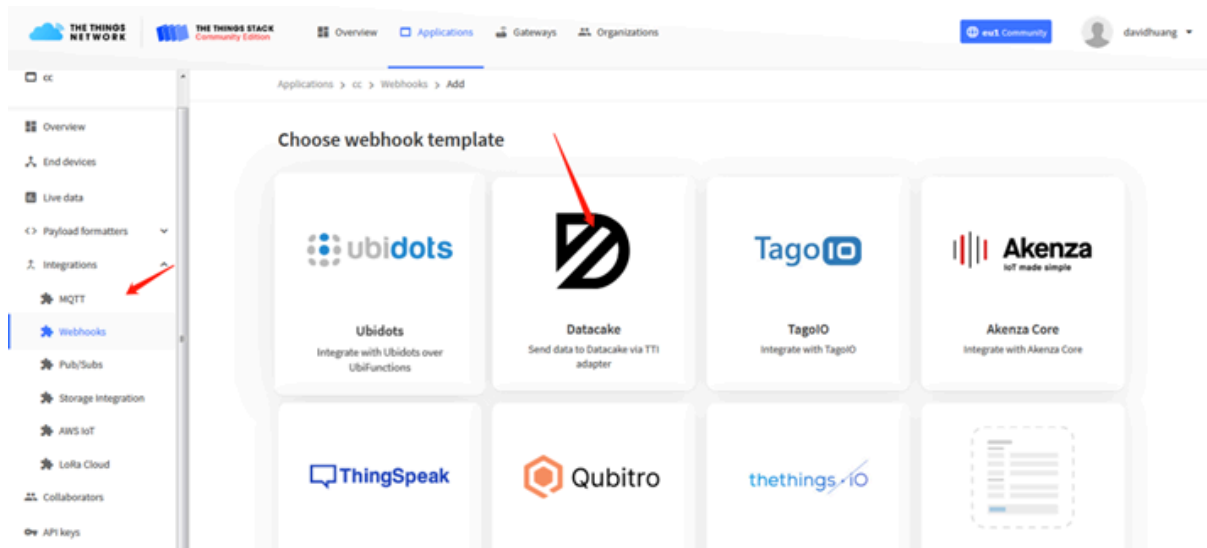 THE THINGS
NETWORK
THE THINGS STACK
Community Edition
Overview
Applications
Gateways
Organizations
eu1 Community
davidhuang
cc
Overview
End devices
Live data
<> Payload formatters
Integrations
MQTT
Webhooks
Pub/Subs
Storage Integration
AWS IoT
LoRa Cloud
Collaborators
API keys
Applications > cc > Webhooks > Add
Choose webhook template
ubidots
Ubidots
Integrate with Ubidots over
UbiFunctions
Datacake
Send data to Datacake via TTI
adapter
TagoIO
TagoIO
Integrate with TagoIO
Akenza
IoT made simple
Akenza Core
Integrate with Akenza Core
ThingSpeak
Qubitro
thethings.iO